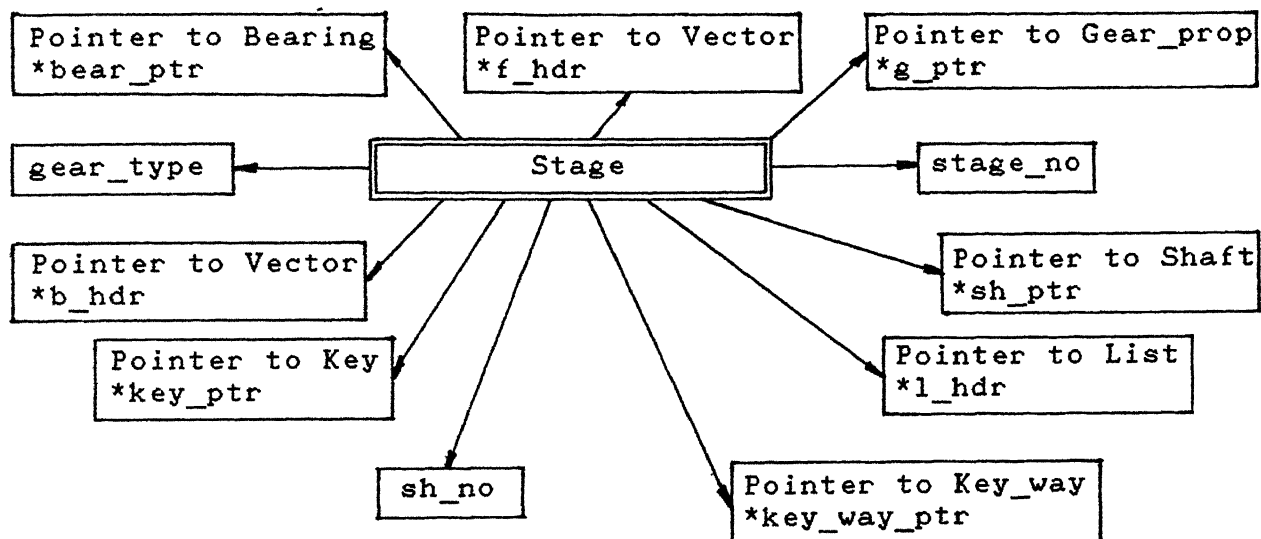 Pointer to Bearing
*bear_ptr
Pointer to Vector
*f_hdr
Pointer to Gear_prop
*g_ptr
gear_type
Stage
stage_no
Pointer to Vector
*b_hdr
Pointer to Shaft
*sh_ptr
Pointer to Key
*key_ptr
Pointer to List
*l_hdr
sh_no
Pointer to Key_way
*key_way_ptr